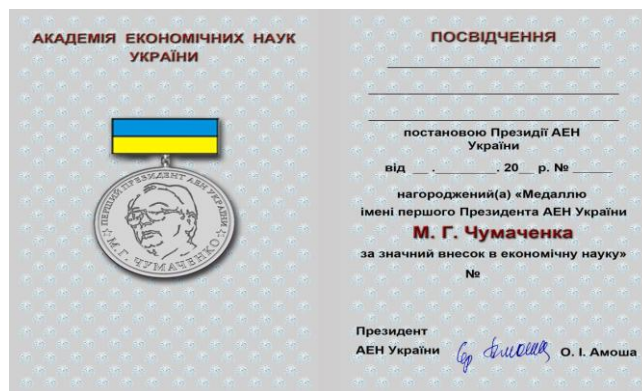 АКАДЕМІЯ ЕКОНОМІЧНИХ НАУК
УКРАЇНИ
ПЕРШИЙ ПРЕЗИДЕНТ АЕН УКРАЇНИ
М.Г. ЧУМАЧЕНКО
ПОСВІДЧЕННЯ
постановою Президії АЕН
України
від __ .________. 20__ р. № _____
нагороджений(а) «Медаллю
імені першого Президента АЕН України
М. Г. Чумаченка
за значний внесок в економічну науку»
№
Президент
АЕН України О. І. Амоша